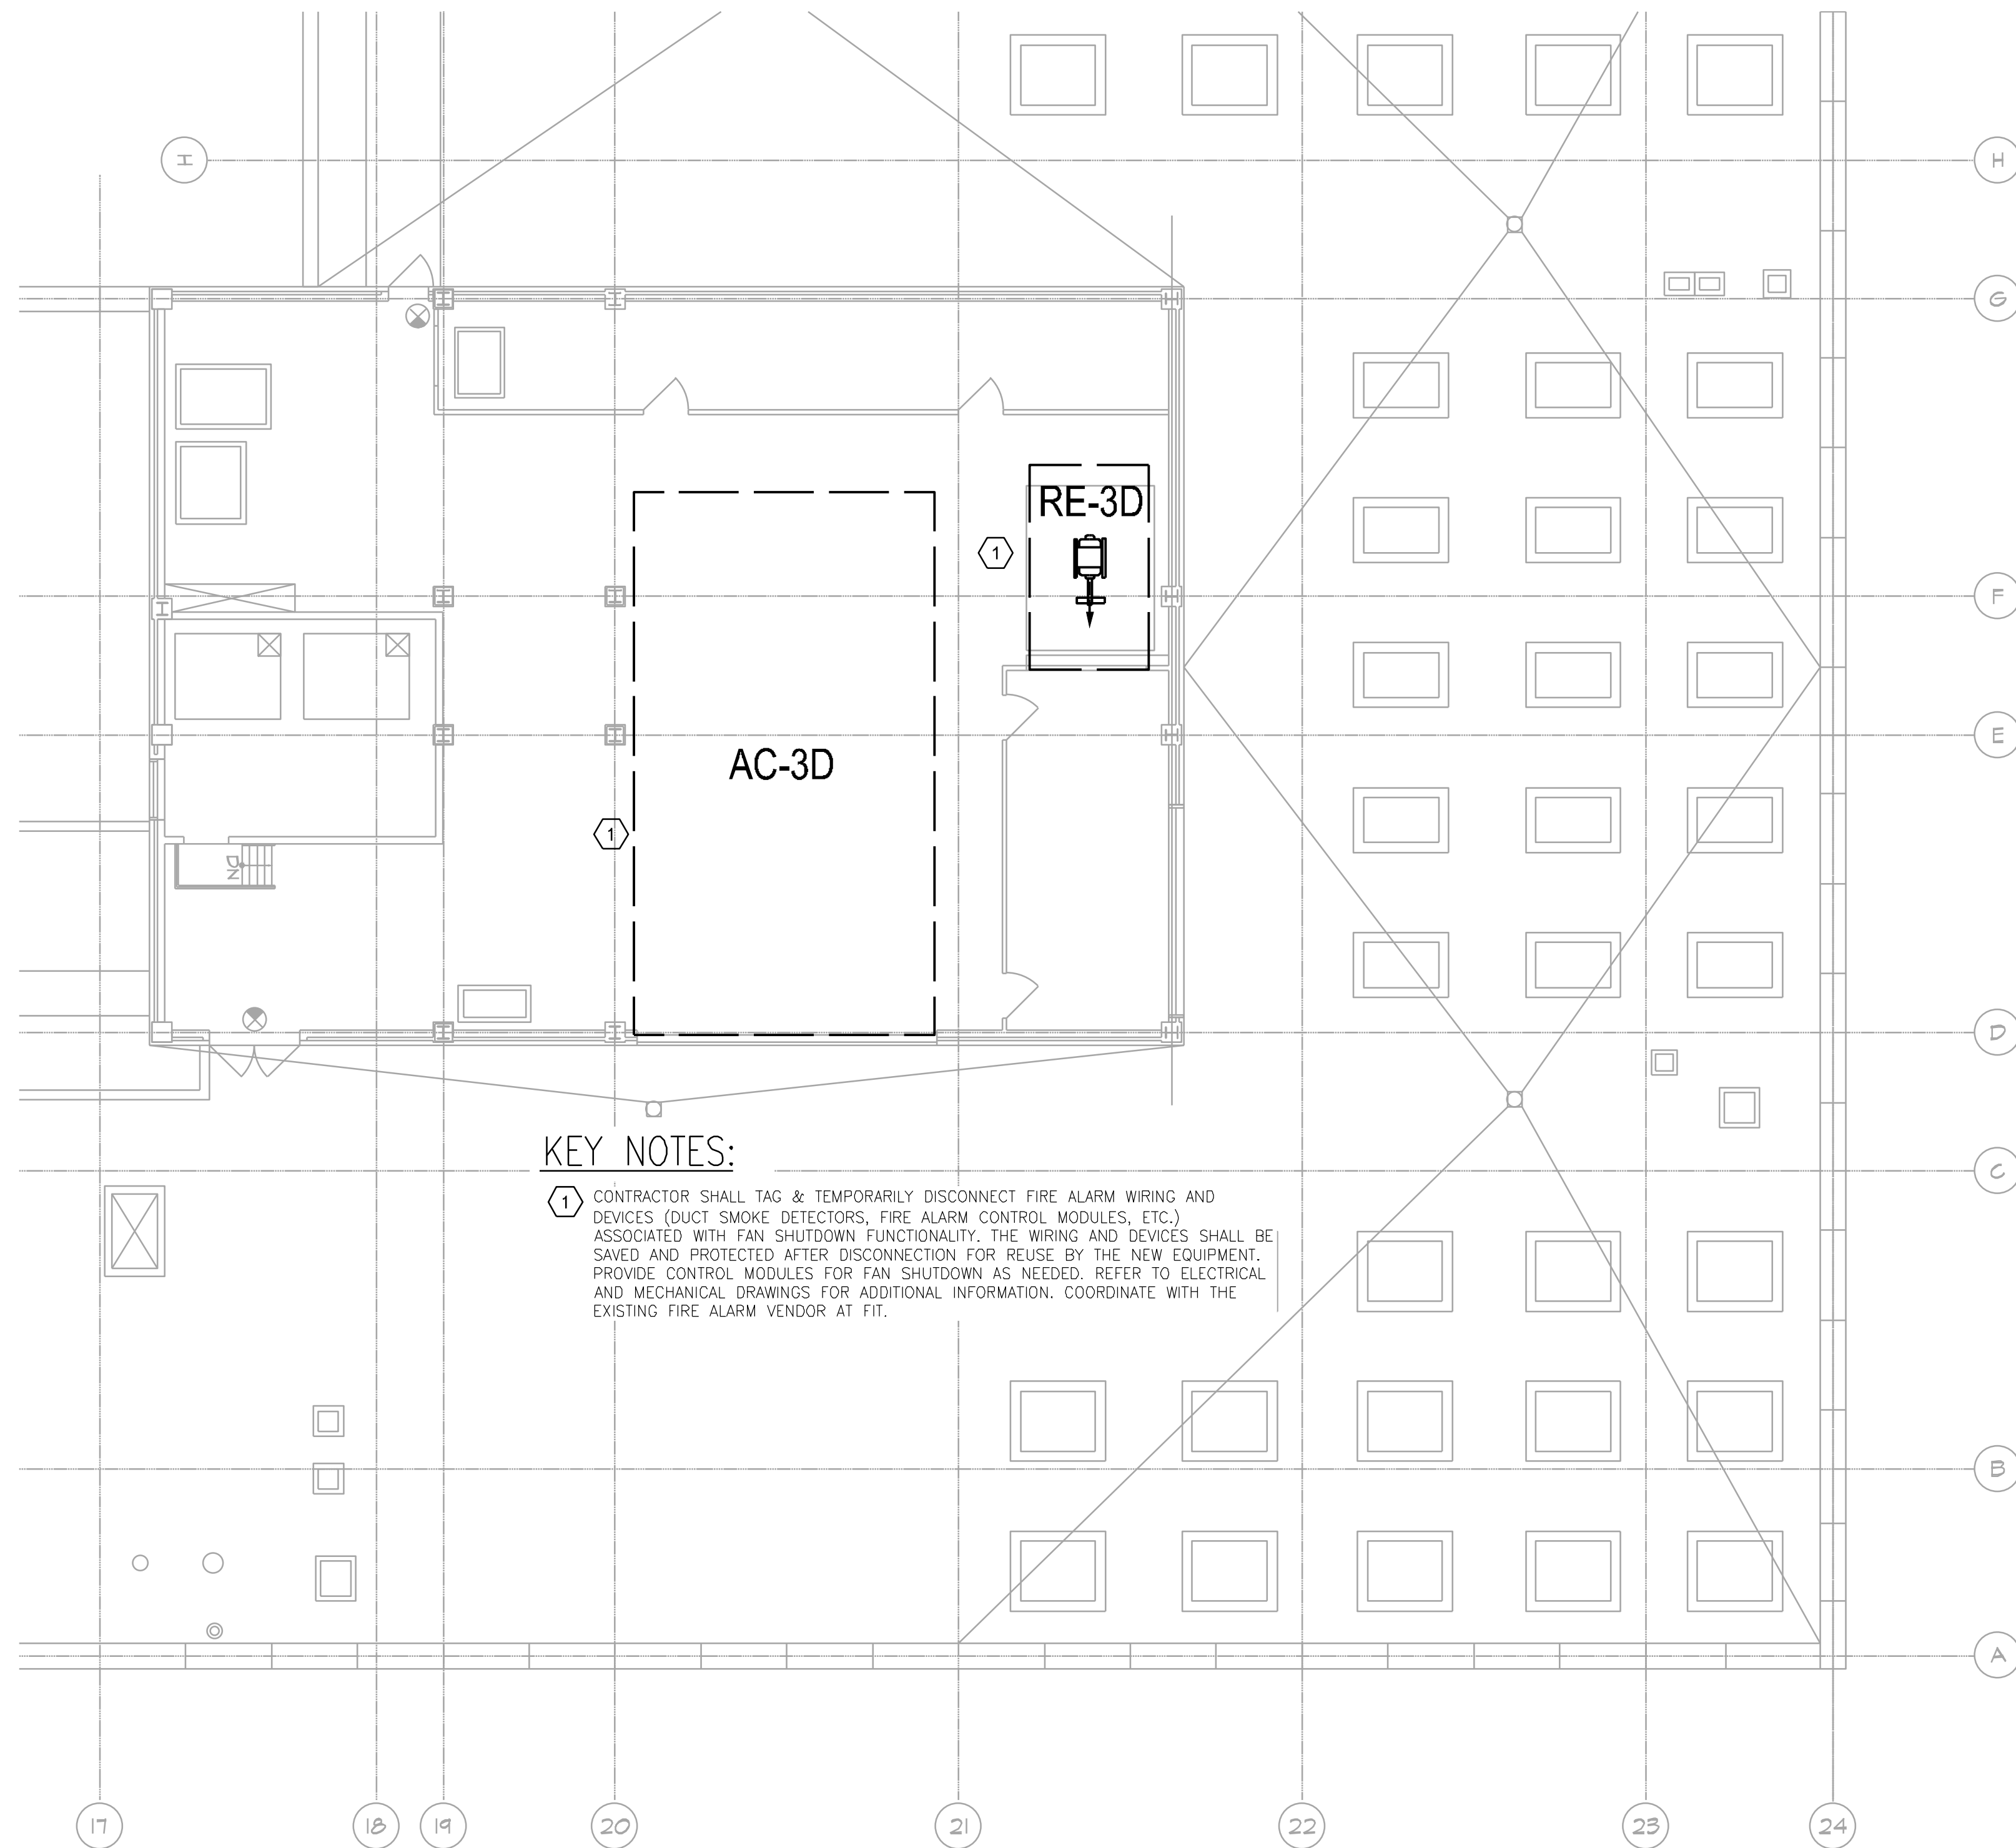 I
H
G
RE-3D
1
F
E
AC-3D
1
DN
D
KEY NOTES:
C
1 CONTRACTOR SHALL TAG & TEMPORARILY DISCONNECT FIRE ALARM WIRING AND
DEVICES (DUCT SMOKE DETECTORS, FIRE ALARM CONTROL MODULES, ETC.)
ASSOCIATED WITH FAN SHUTDOWN FUNCTIONALITY. THE WIRING AND DEVICES SHALL BE
SAVED AND PROTECTED AFTER DISCONNECTION FOR REUSE BY THE NEW EQUIPMENT.
PROVIDE CONTROL MODULES FOR FAN SHUTDOWN AS NEEDED. REFER TO ELECTRICAL
AND MECHANICAL DRAWINGS FOR ADDITIONAL INFORMATION. COORDINATE WITH THE
EXISTING FIRE ALARM VENDOR AT FIT.
B
A
17 18 19 20 21 22 23 24